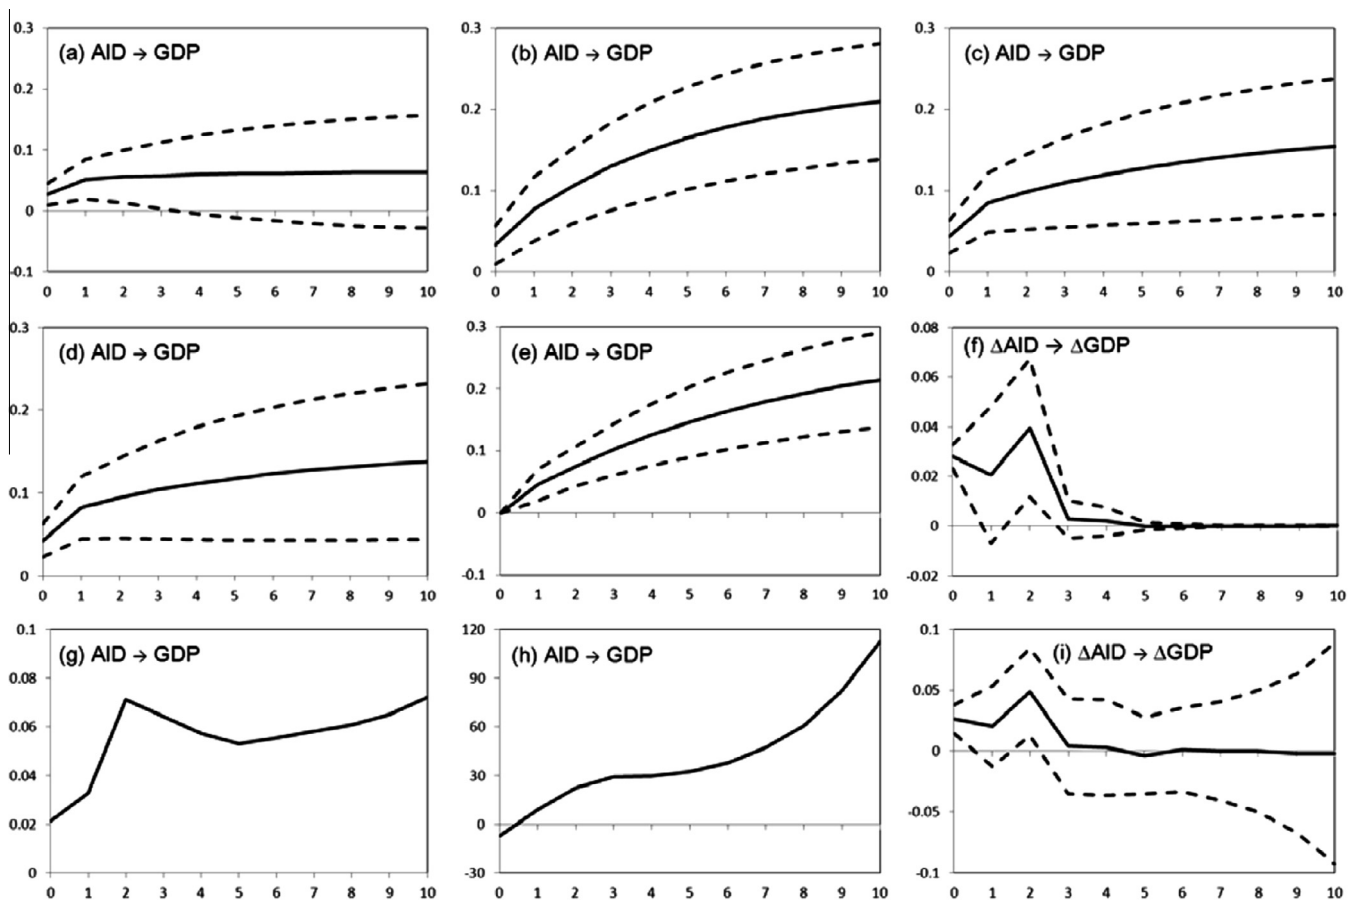 (a) AID → GDP
0.3
0.2
0.1
0
-0.1
0 1 2 3 4 5 6 7 8 9 10
(b) AID → GDP
0.3
0.2
0.1
0
0 1 2 3 4 5 6 7 8 9 10
(c) AID → GDP
0.3
0.2
0.1
0
0 1 2 3 4 5 6 7 8 9 10
(d) AID → GDP
0.3
0.2
0.1
0
0 1 2 3 4 5 6 7 8 9 10
(e) AID → GDP
0.3
0.2
0.1
0
-0.1
0 1 2 3 4 5 6 7 8 9 10
(f) ΔAID → ΔGDP
0.08
0.06
0.04
0.02
0
-0.02
0 1 2 3 4 5 6 7 8 9 10
(g) AID → GDP
0.1
0.08
0.06
0.04
0.02
0
0 1 2 3 4 5 6 7 8 9 10
(h) AID → GDP
120
90
60
30
0
-30
0 1 2 3 4 5 6 7 8 9 10
(i) ΔAID → ΔGDP
0.1
0.05
0
-0.05
-0.1
0 1 2 3 4 5 6 7 8 9 10